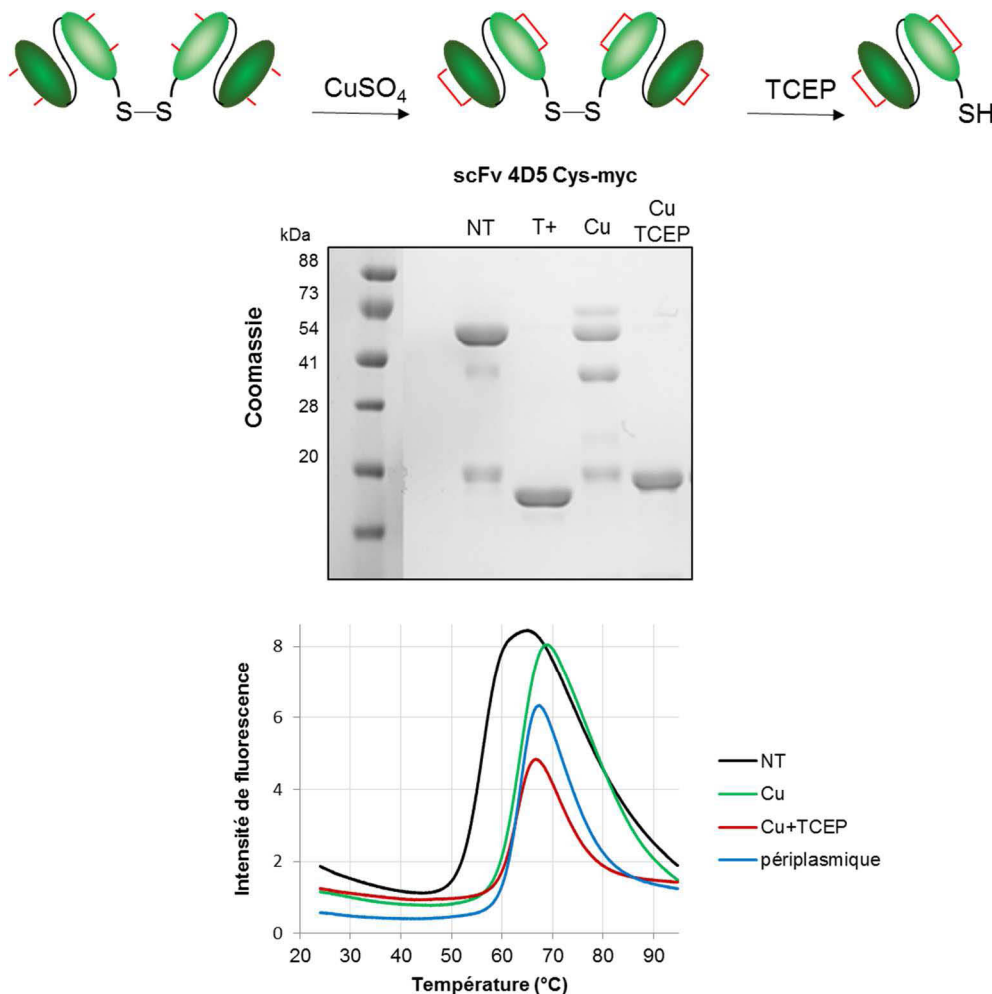 CuSO4
TCEP
S—S
S—S
SH
scFv 4D5 Cys-myc
kDa
NT
T+
Cu
Cu
TCEP
88
73
54
41
28
20
Coomassie
8
6
4
2
0
Intensité de fluorescence
20
30
40
50
60
70
80
90
Température (°C)
NT
Cu
Cu+TCEP
périplasmique